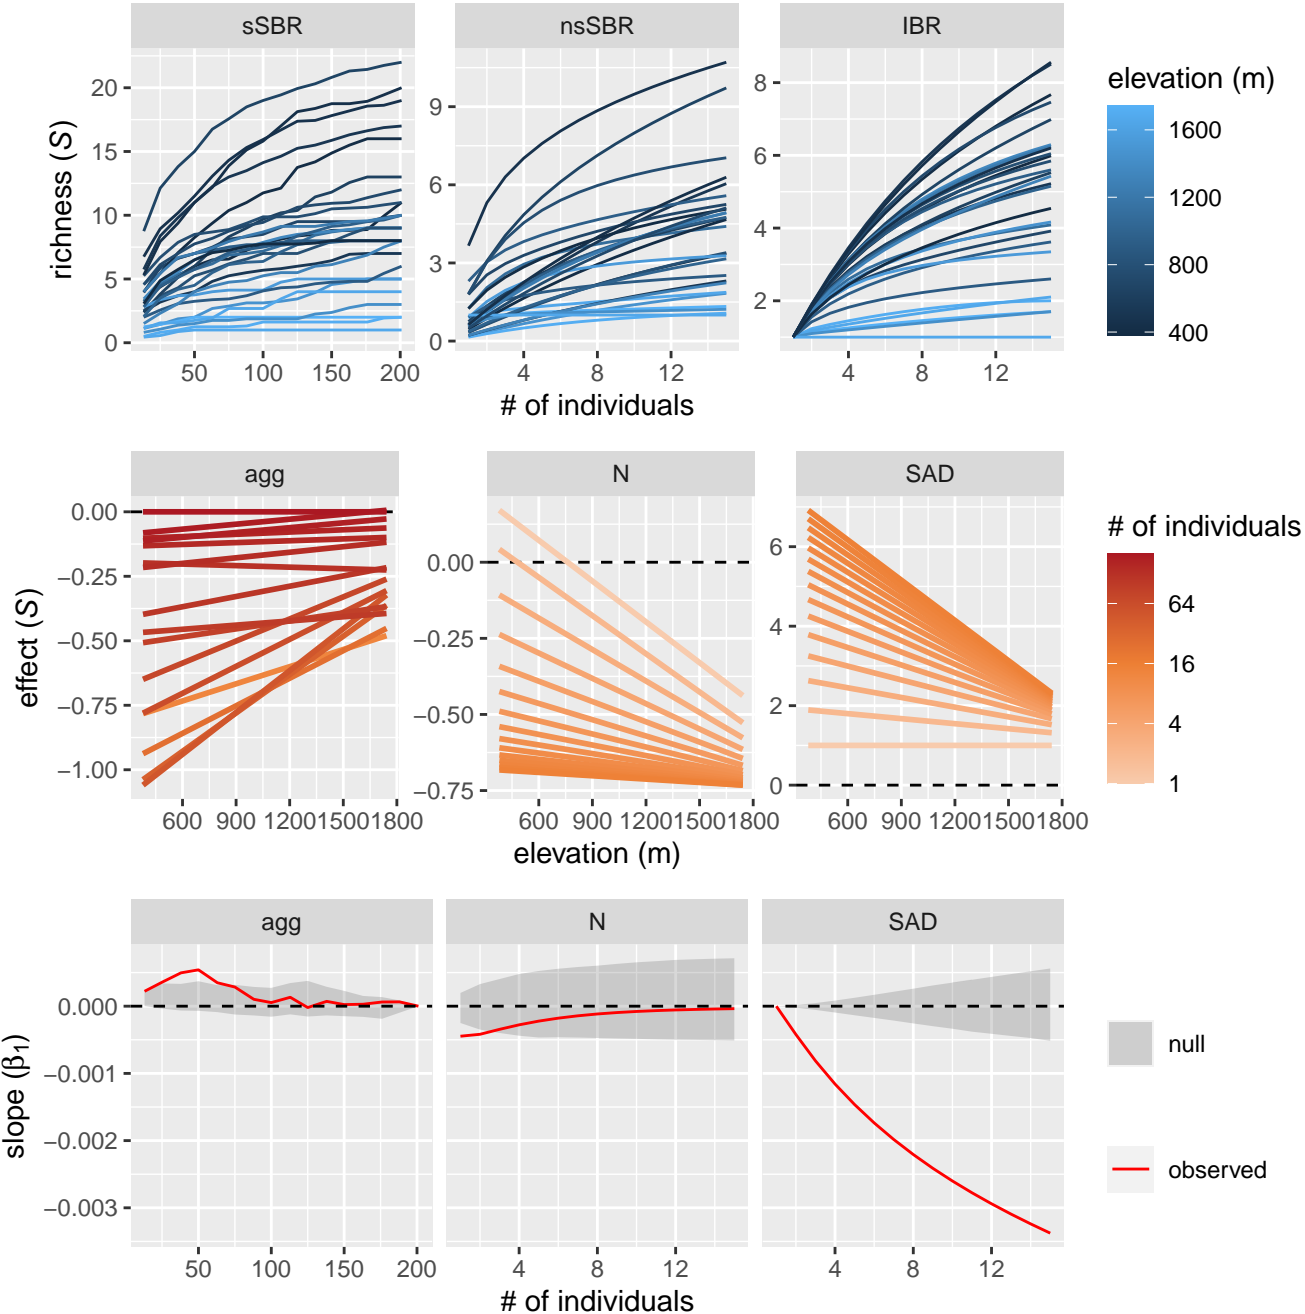 sSBR nsSBR IBR
richness (S)
20
15
10
5
0
9
6
3
0
8
6
4
2
50 100 150 200
4 8 12
4 8 12
# of individuals
elevation (m)
1600
1200
800
400
agg N SAD
effect (S)
0.00
−0.25
−0.50
−0.75
−1.00
0.00
−0.25
−0.50
−0.75
6
4
2
0
600 900 1200 1500 1800
600 900 1200 1500 1800
600 900 1200 1500 1800
elevation (m)
# of individuals
64
16
4
1
agg N SAD
slope (β1)
0.000
−0.001
−0.002
−0.003
50 100 150 200
4 8 12
4 8 12
# of individuals
null
observed